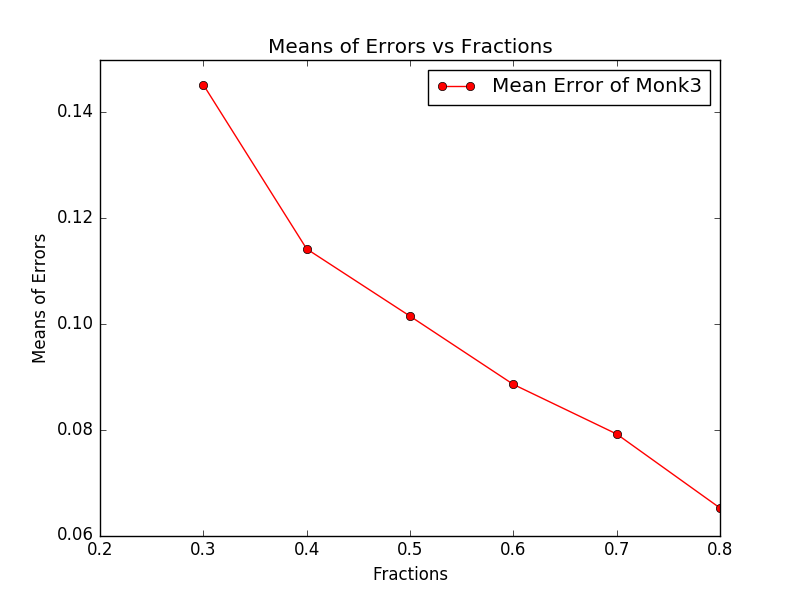 Means of Errors vs Fractions
Mean Error of Monk3
0.14
0.12
0.10
0.08
0.06
Means of Errors
0.2 0.3 0.4 0.5 0.6 0.7 0.8
Fractions